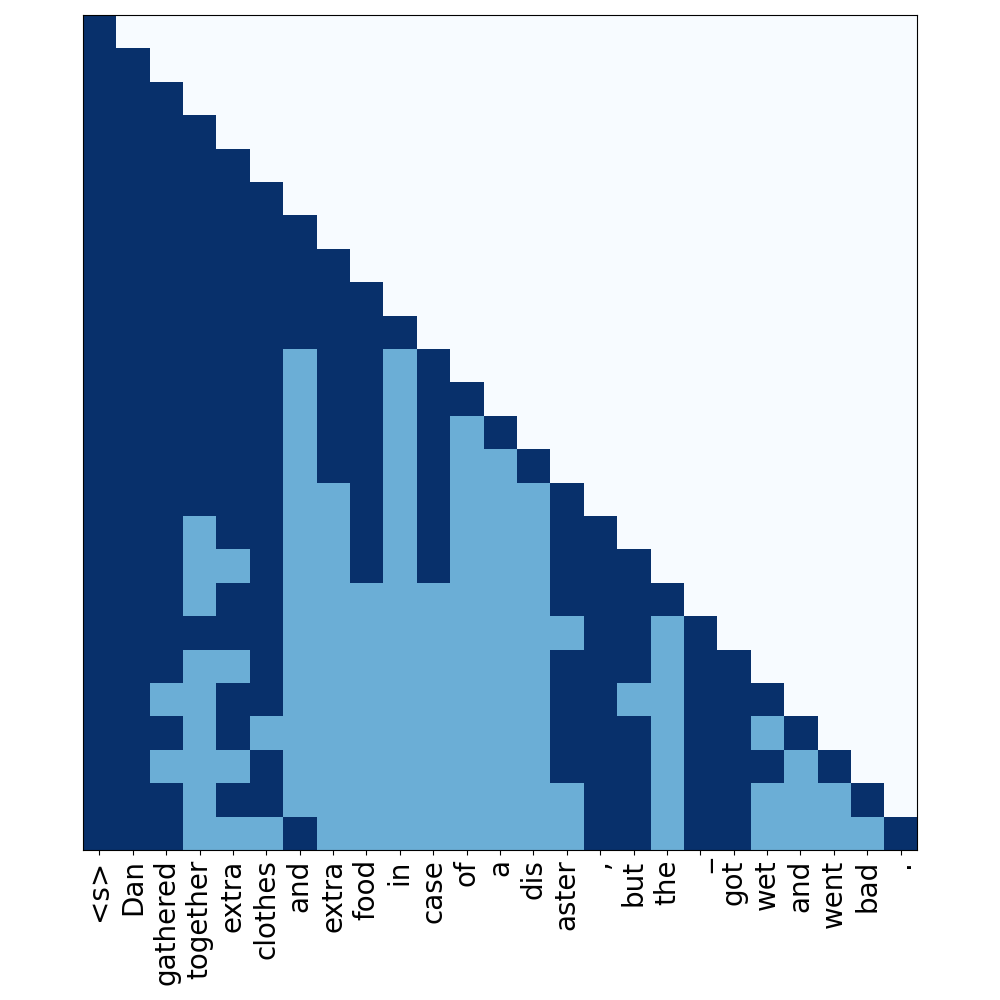 <s> Dan gathered together extra clothes and extra food in case of a dis aster , but the _ got wet and went bad .